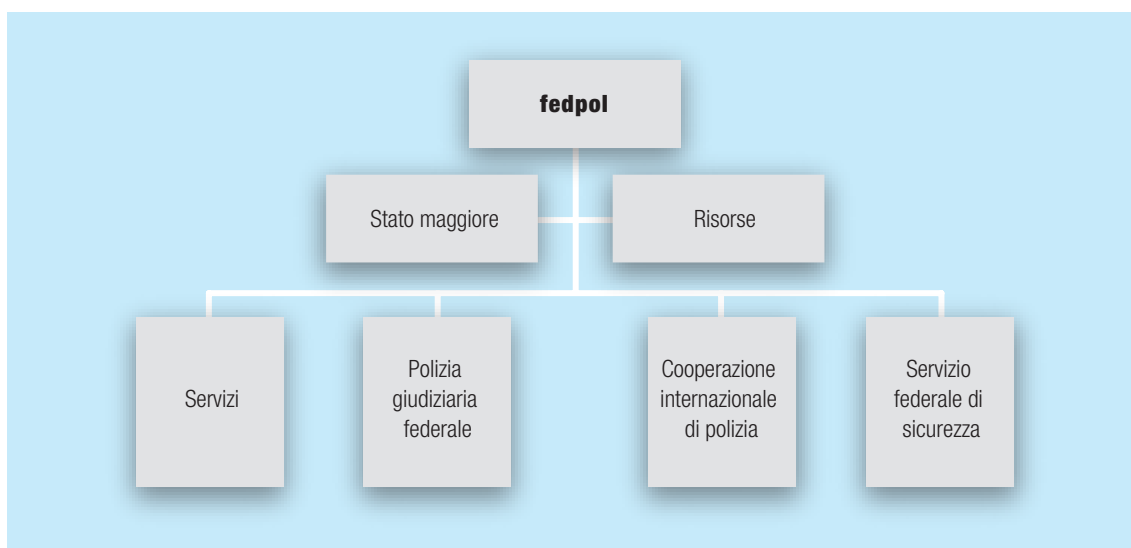 fedpol
Stato maggiore
Risorse
Servizi
Polizia
giudiziaria
federale
Cooperazione
internazionale
di polizia
Servizio
federale di
sicurezza